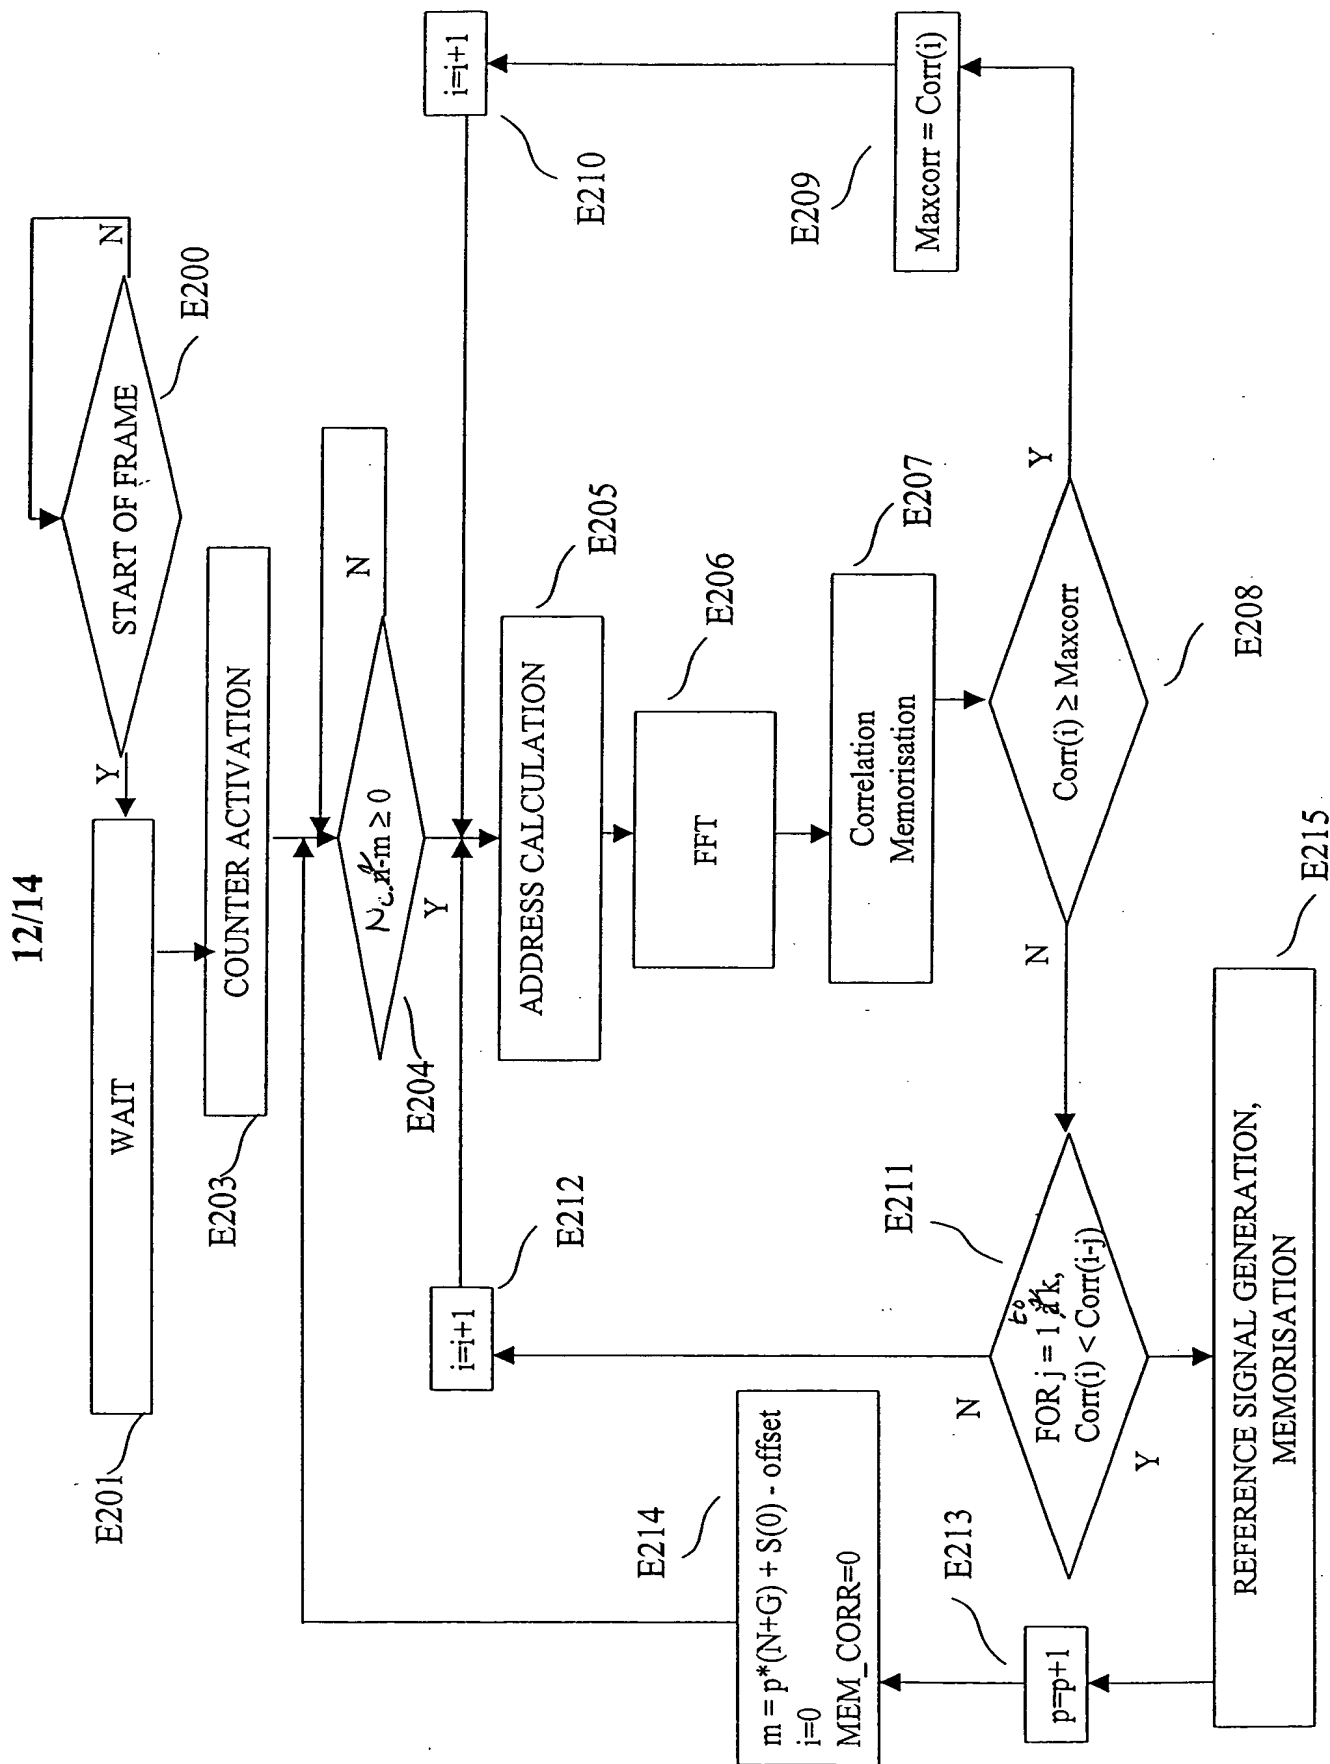 12/14
START OF FRAME
N
E200
Y
WAIT
E201
COUNTER ACTIVATION
E203
N
-m ≥ 0
E204
Y
i=i+1
E210
i=i+1
E212
ADDRESS CALCULATION
E205
FFT
E206
Correlation
Memorisation
E207
Corr(i) ≥ Maxcorr
E208
Y
N
Maxcorr = Corr(i)
E209
to
FOR j = 1 k,
Corr(i) < Corr(i-j)
E211
N
Y
m = p*(N+G) + S(0) - offset
i=0
MEM_CORR=0
E214
p=p+1
E213
REFERENCE SIGNAL GENERATION,
MEMORISATION
E215